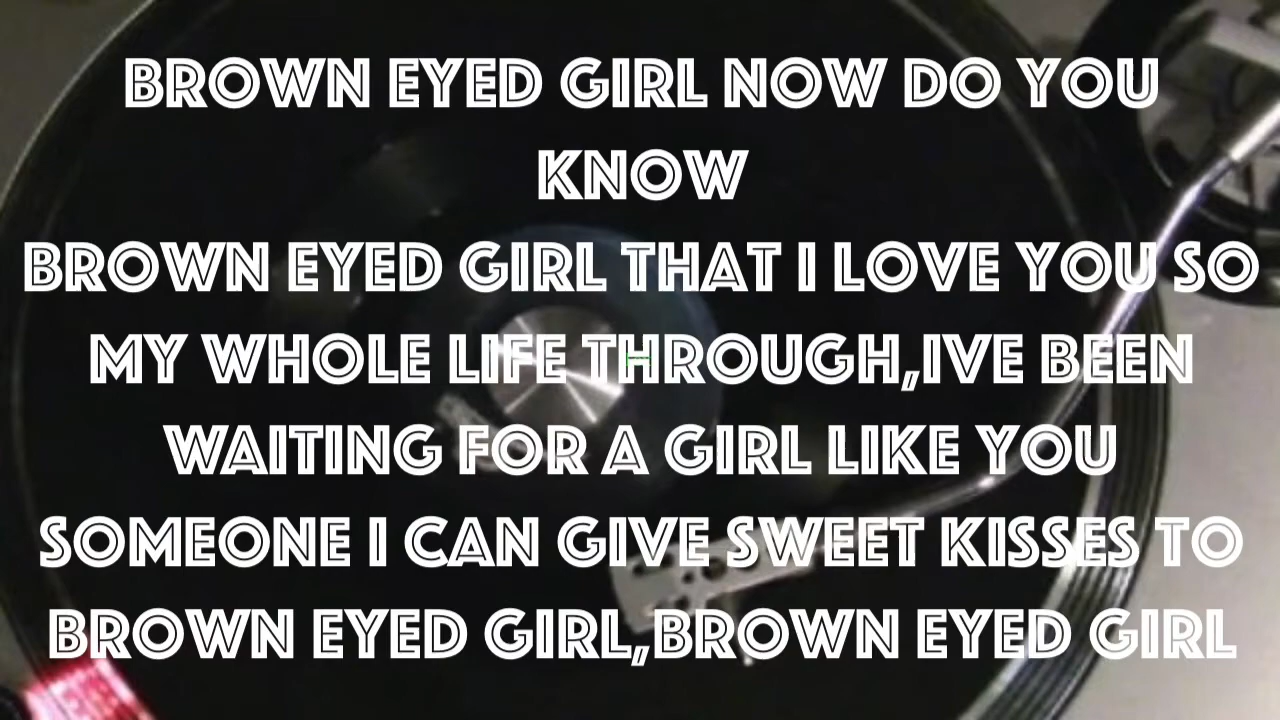 BROWN EYED GIRL NOW DO YOU
KNOW
BROWN EYED GIRL THAT I LOVE YOU SO
MY WHOLE LIFE THROUGH,IVE BEEN
WAITING FOR A GIRL LIKE YOU
SOMEONE I CAN GIVE SWEET KISSES TO
BROWN EYED GIRL,BROWN EYED GIRL